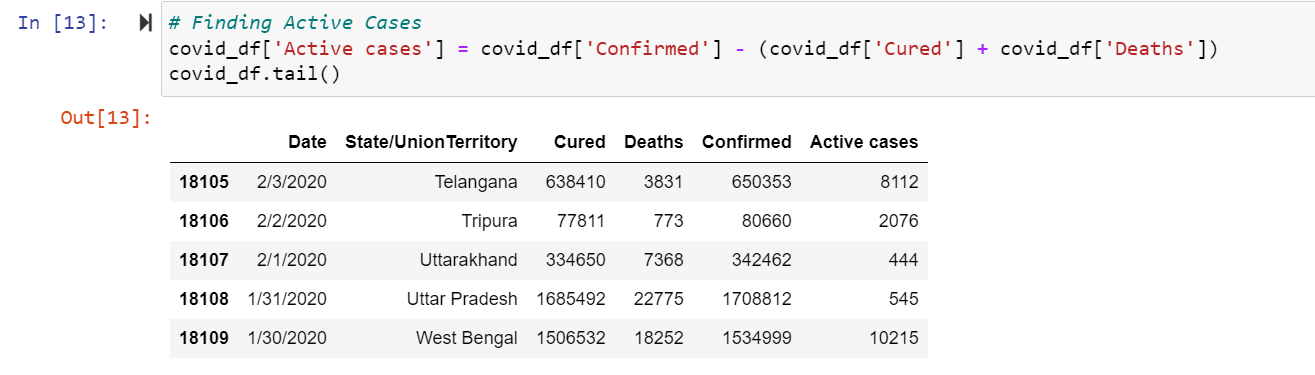 In [13]: # Finding Active Cases
covid_df['Active cases'] = covid_df['Confirmed'] - (covid_df['Cured'] + covid_df['Deaths'])
covid_df.tail()
Out[13]:
Date State/UnionTerritory Cured Deaths Confirmed Active cases
18105 2/3/2020 Telangana 638410 3831 650353 8112
18106 2/2/2020 Tripura 77811 773 80660 2076
18107 2/1/2020 Uttarakhand 334650 7368 342462 444
18108 1/31/2020 Uttar Pradesh 1685492 22775 1708812 545
18109 1/30/2020 West Bengal 1506532 18252 1534999 10215